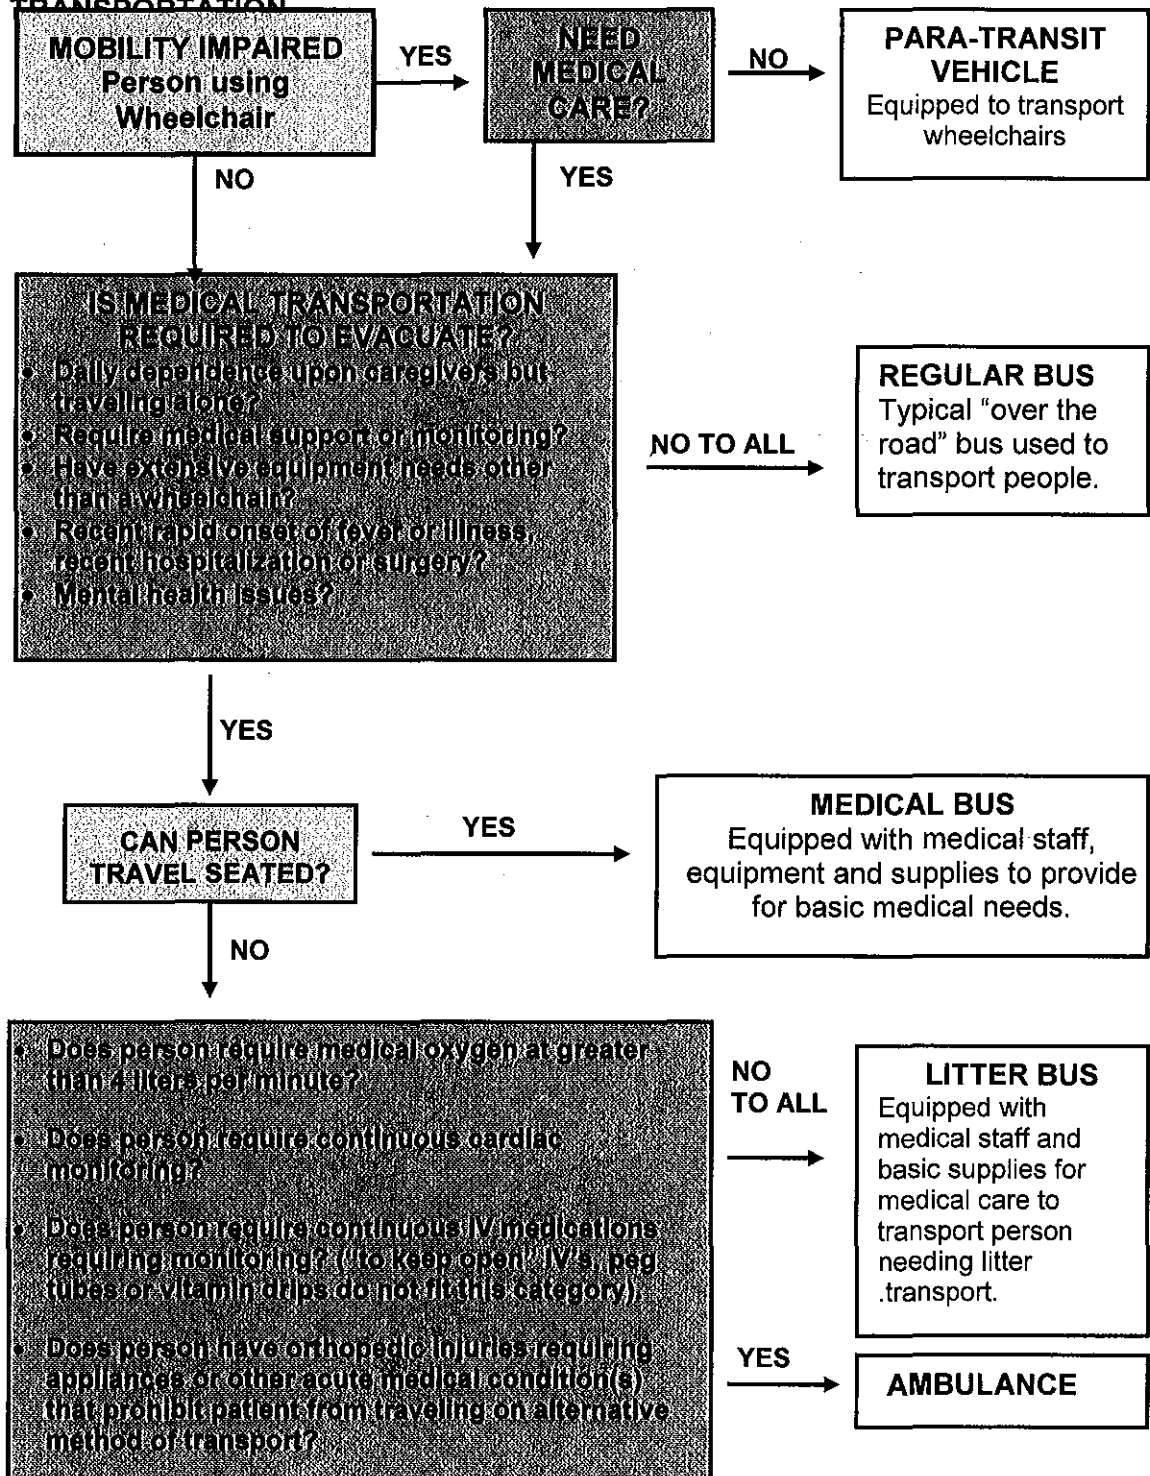 TRANSPORTATION
MOBILITY IMPAIRED
Person using
Wheelchair
YES
NEED
MEDICAL
CARE?
NO
PARA-TRANSIT
VEHICLE
Equipped to transport
wheelchairs
NO
YES
IS MEDICAL TRANSPORTATION
REQUIRED TO EVACUATE?
• Daily dependence upon caregivers but
traveling alone?
• Require medical support or monitoring?
• Have extensive equipment needs other
than a wheelchair?
• Recent rapid onset of fever or illness,
recent hospitalization or surgery?
• Mental health issues?
NO TO ALL
REGULAR BUS
Typical “over the
road” bus used to
transport people.
YES
CAN PERSON
TRAVEL SEATED?
YES
MEDICAL BUS
Equipped with medical staff,
equipment and supplies to provide
for basic medical needs.
NO
• Does person require medical oxygen at greater
than 4 liters per minute?
• Does person require continuous cardiac
monitoring?
• Does person require continuous IV medications
requiring monitoring? (“to keep open” IV's, peg
tubes or vitamin drips do not fit this category).
• Does person have orthopedic injuries requiring
appliances or other acute medical condition(s)
that prohibit patient from traveling on alternative
method of transport?
NO
TO ALL
LITTER BUS
Equipped with
medical staff and
basic supplies for
medical care to
transport person
needing litter
.transport.
YES
AMBULANCE